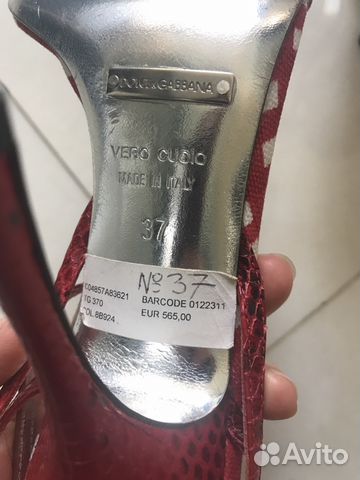 DOLCE & GABBANA
VERO CUOIO
MADE IN ITALY
37
№37
C04857A83621
TG 370
BARCODE 0122311
COL 8B924
EUR 565,00
Avito